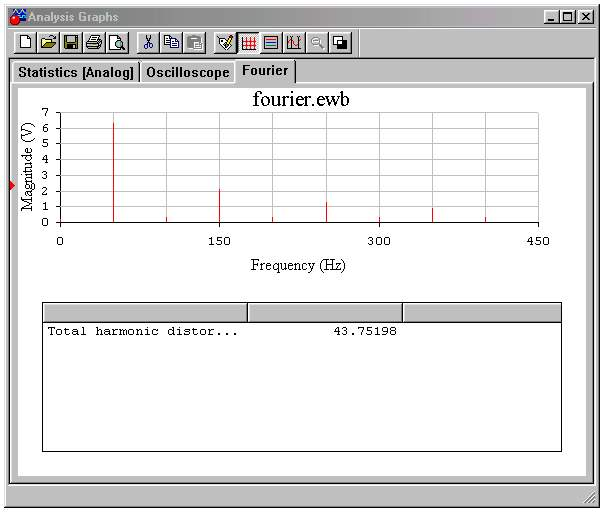 Analysis Graphs
Statistics [Analog] Oscilloscope Fourier
fourier.ewb
Magnitude (V)
7
6
5
4
3
2
1
0
0 150 300 450
Frequency (Hz)
Total harmonic distor... 43.75198